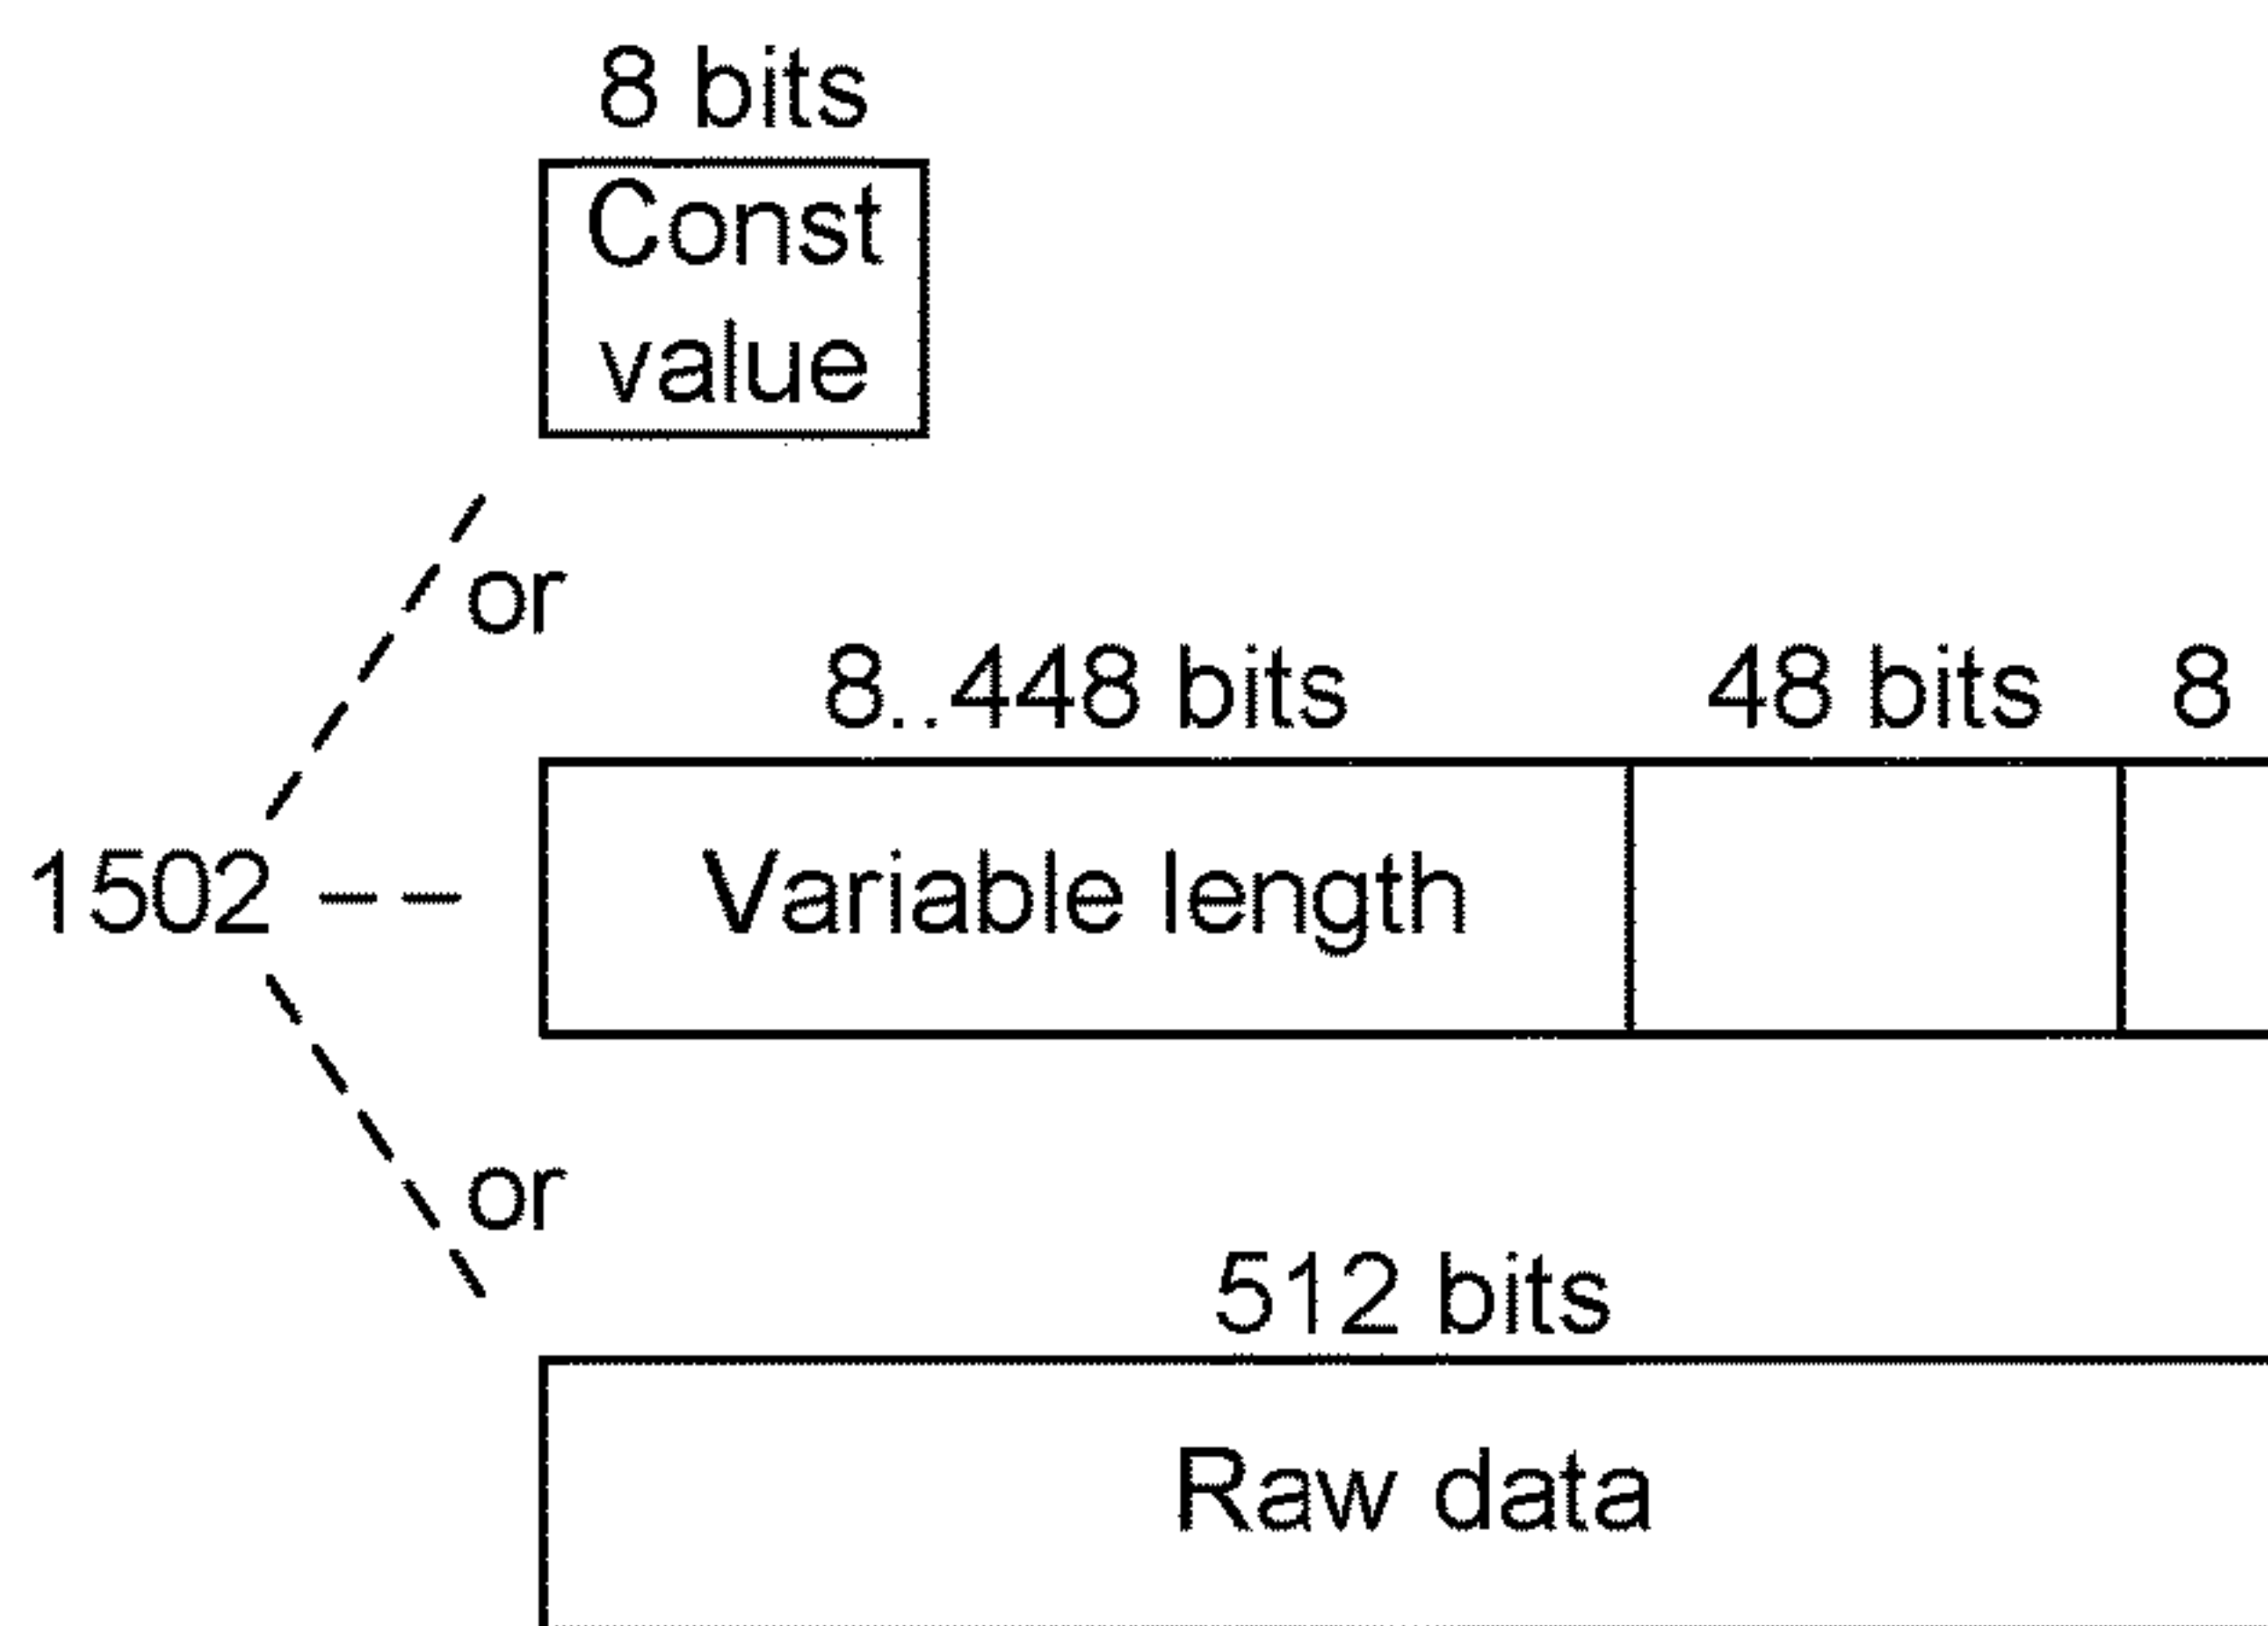 8 bits
Const
value
or
8..448 bits 48 bits 8
1502
Variable length
or
512 bits
Raw data